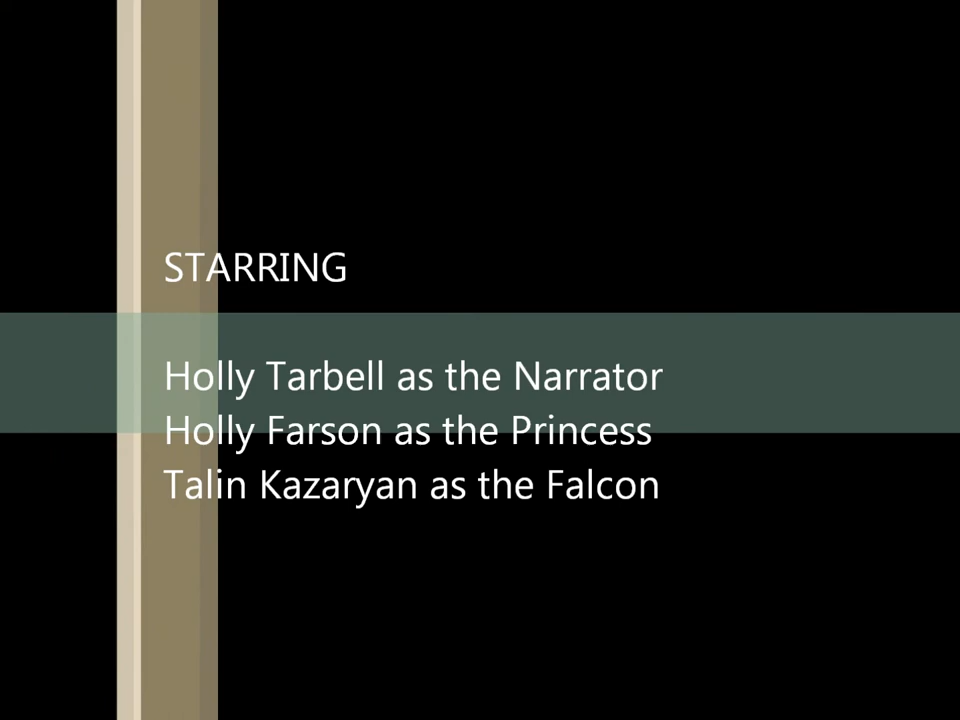 STARRING
Holly Tarbell as the Narrator
Holly Farson as the Princess
Talin Kazaryan as the Falcon